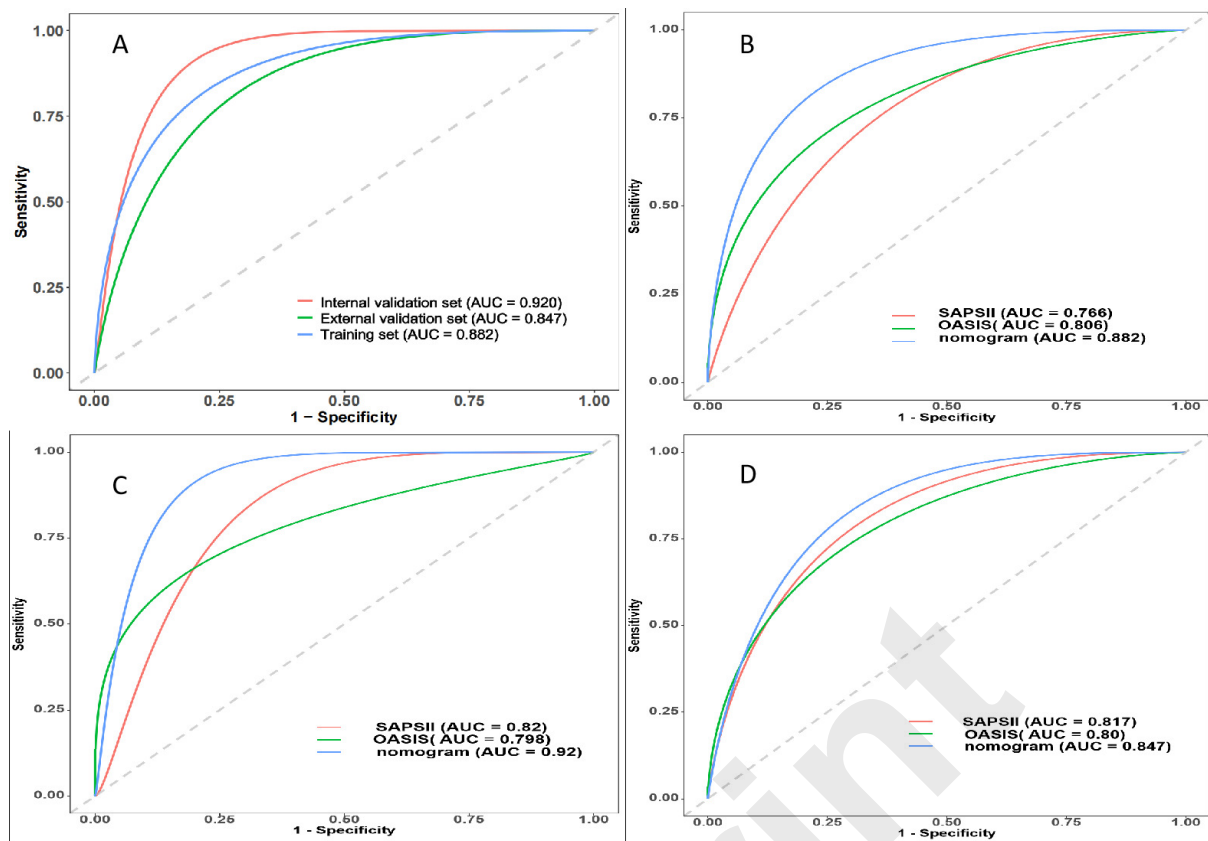 A
1.00
0.75
0.50
0.25
0.00
Sensitivity
Internal validation set (AUC = 0.920)
External validation set (AUC = 0.847)
Training set (AUC = 0.882)
0.00 0.25 0.50 0.75 1.00
1 − Specificity
B
1.00
0.75
0.50
0.25
0.00
Sensitivity
SAPSII (AUC = 0.766)
OASIS( AUC = 0.806)
nomogram (AUC = 0.882)
0.00 0.25 0.50 0.75 1.00
1 - Specificity
C
1.00
0.75
0.50
0.25
0.00
Sensitivity
SAPSII (AUC = 0.82)
OASIS( AUC = 0.798)
nomogram (AUC = 0.92)
0.00 0.25 0.50 0.75 1.00
1 - Specificity
D
1.00
0.75
0.50
0.25
0.00
Sensitivity
SAPSII (AUC = 0.817)
OASIS( AUC = 0.80)
nomogram (AUC = 0.847)
0.00 0.25 0.50 0.75 1.00
1 - Specificity
rint